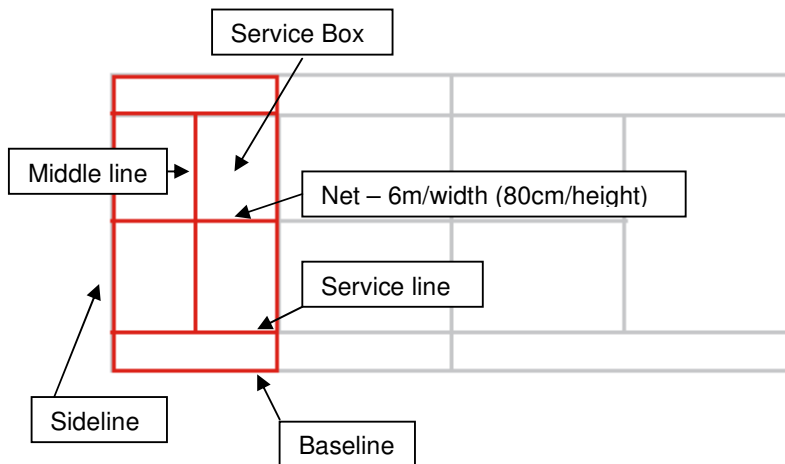 Service Box
Middle line
Net – 6m/width (80cm/height)
Service line
Sideline
Baseline